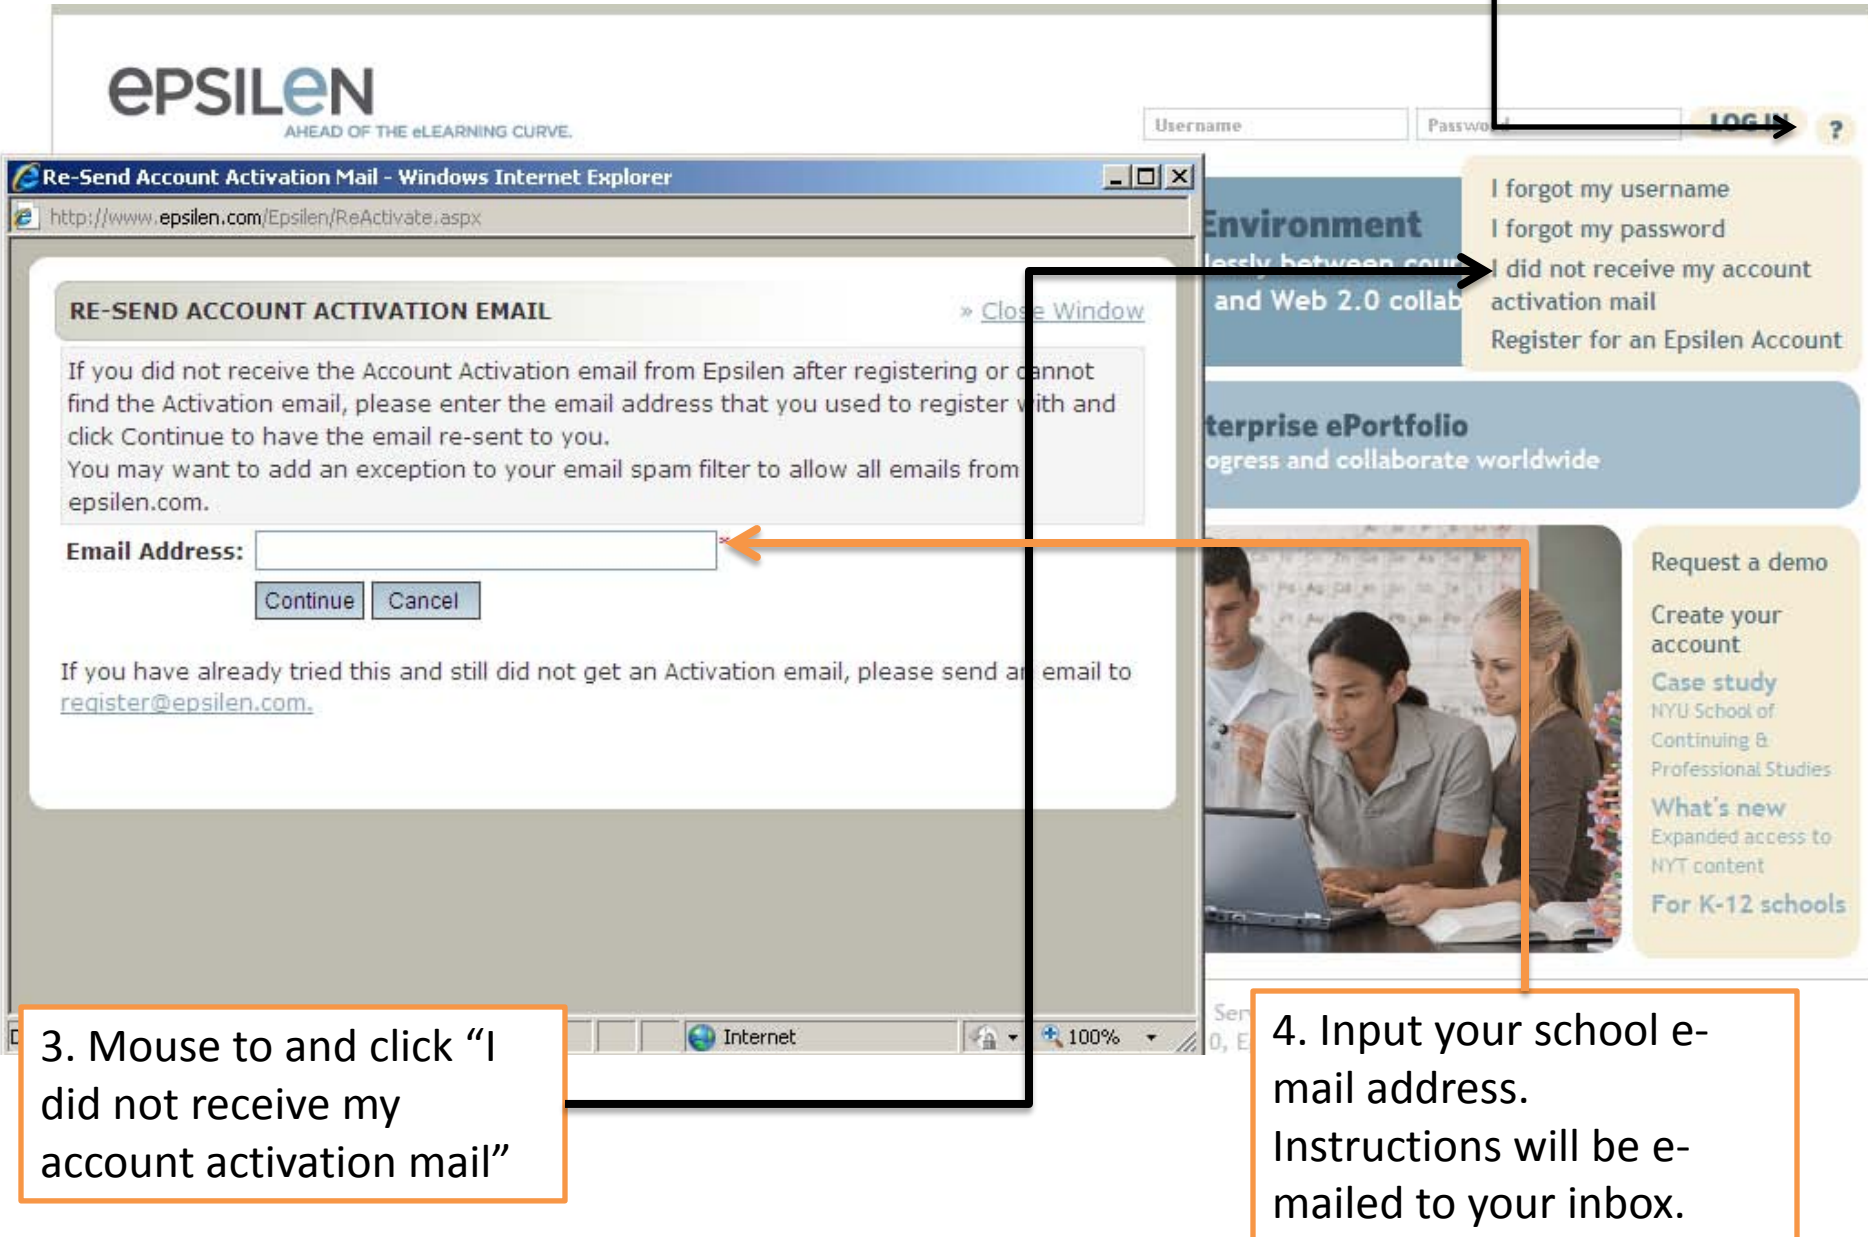 ePSILeN
AHEAD OF THE eLEARNING CURVE.
Username
Password
LOG IN
?
I forgot my username
I forgot my password
I did not receive my account
activation mail
Register for an Epsilen Account
Re-Send Account Activation Mail - Windows Internet Explorer
http://www.epsilen.com/Epsilen/ReActivate.aspx
RE-SEND ACCOUNT ACTIVATION EMAIL
» Close Window
If you did not receive the Account Activation email from Epsilen after registering or cannot
find the Activation email, please enter the email address that you used to register with and
click Continue to have the email re-sent to you.
You may want to add an exception to your email spam filter to allow all emails from
epsilen.com.
Email Address:
*
Continue
Cancel
If you have already tried this and still did not get an Activation email, please send an email to
register@epsilen.com.
Internet
100%
Environment
lessly between cour
and Web 2.0 collab
terprise ePortfolio
ogress and collaborate worldwide
Request a demo
Create your
account
Case study
NYU School of
Continuing &
Professional Studies
What's new
Expanded access to
NYT content
For K-12 schools
Ser
0, E
3. Mouse to and click “I
did not receive my
account activation mail”
4. Input your school e-
mail address.
Instructions will be e-
mailed to your inbox.